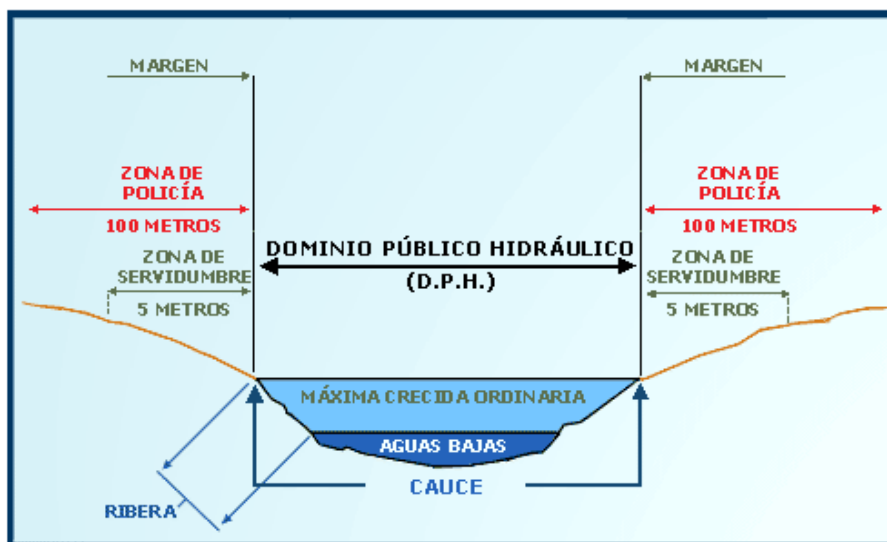 MARGEN
MARGEN
ZONA DE
POLICÍA
100 METROS
ZONA DE
SERVIDUMBRE
5 METROS
DOMINIO PÚBLICO HIDRÁULICO
(D.P.H.)
ZONA DE
POLICÍA
100 METROS
ZONA DE
SERVIDUMBRE
5 METROS
MÁXIMA CRECIDA ORDINARIA
AGUAS BAJAS
CAUCE
RIBERA